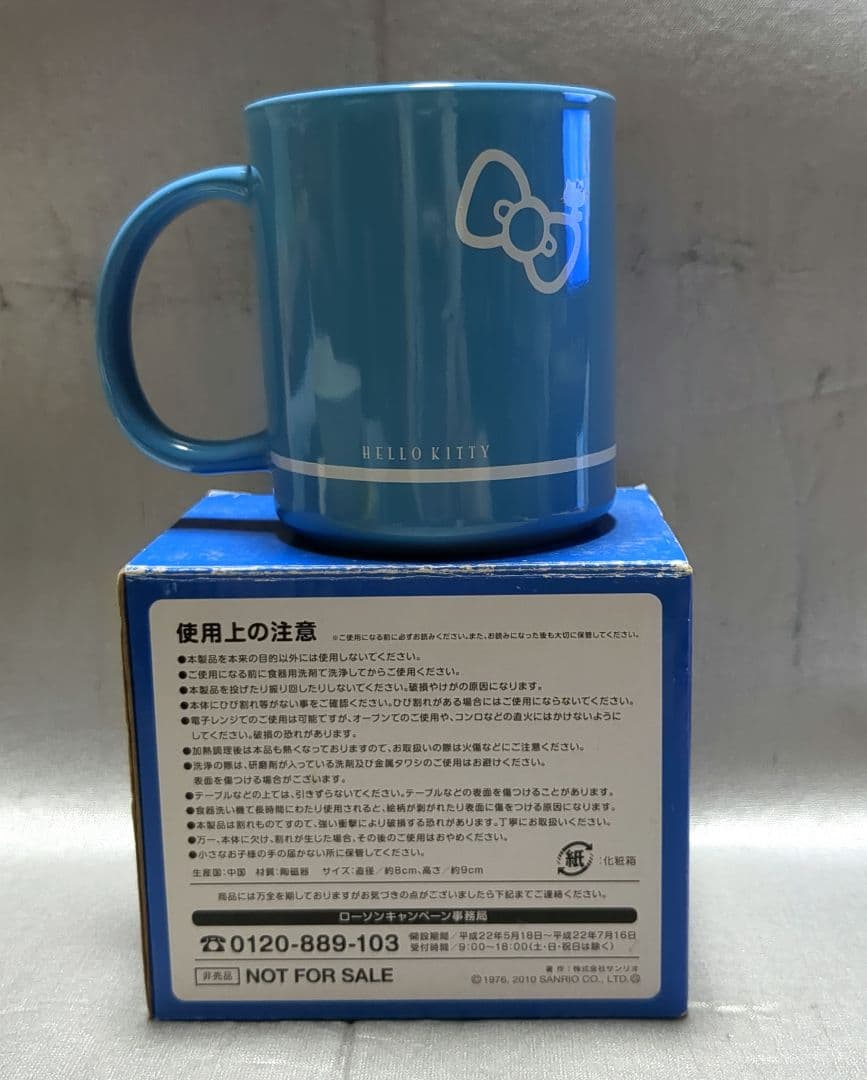 HELLO KITTY
使用上の注意 ※ご使用になる前に必ずお読みください。また、お読みになった後も大切に保管してください。
●本製品を本来の目的以外には使用しないでください。
●ご使用になる前に食器用洗剤で洗浄してからご使用ください。
●本製品を投げたり振り回したりしないでください。破損やけがの原因になります。
●本体にひび割れ等がない事をご確認ください。ひび割れがある場合にはご使用にならないでください。
●電子レンジでのご使用は可能ですが、オーブンでのご使用や、コンロなどの直火にはかけないように
してください。破損の恐れがあります。
●加熱調理後は本品も熱くなっておりますので、お取扱いの際は火傷などにご注意ください。
●洗浄の際は、研磨剤が入っている洗剤及び金属タワシのご使用はお避けください。
表面を傷つける場合がございます。
●テーブルなどの上では、引きずらないでください。テーブルなどの表面を傷つけることがあります。
●食器洗い機で長時間にわたり使用されると、絵柄が剥がれたり表面に傷をつける原因になります。
●本製品は割れものですので、強い衝撃により破損する恐れがあります。丁寧にお取扱いください。
●万一、本体に欠け、割れが生じた場合、その後のご使用はおやめください。
●小さなお子様の手の届かない所に保管してください。
生産国:中国 材質:陶磁器 サイズ:直径/約8cm、高さ/約9cm
紙:化粧箱
商品には万全を期しておりますがお気づきの点がございましたら下記までご連絡ください。
ローソンキャンペーン事務局
☎0120-889-103 開設期間/平成22年5月18日〜平成22年7月16日
受付時間/9:00〜18:00(土・日・祝日は除く)
非売品 NOT FOR SALE
著作:株式会社サンリオ
©1976, 2010 SANRIO CO., LTD.